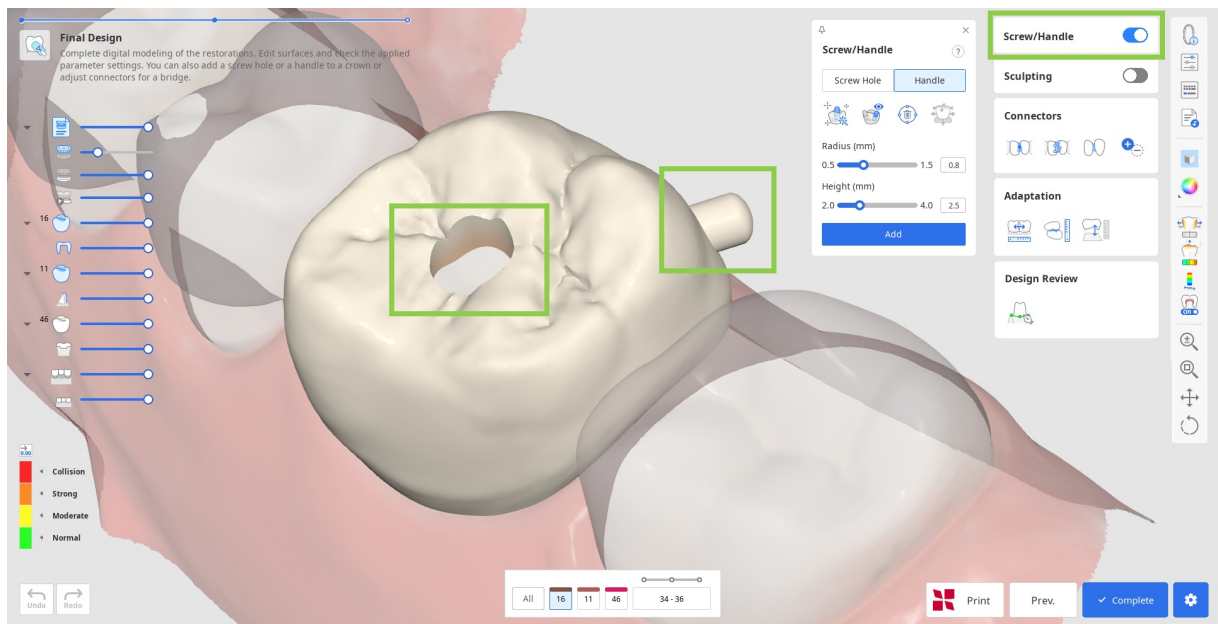 Final Design
Complete digital modeling of the restorations. Edit surfaces and check the applied
parameter settings. You can also add a screw hole or a handle to a crown or
adjust connectors for a bridge.
16
11
46
0.00
Collision
Strong
Moderate
Normal
Undo
Redo
Screw/Handle
?
Screw Hole
Handle
Radius (mm)
0.5
1.5
0.8
Height (mm)
2.0
4.0
2.5
Add
Screw/Handle
Sculpting
Connectors
Adaptation
Design Review
ON
All
16
11
46
34 - 36
Print
Prev.
Complete